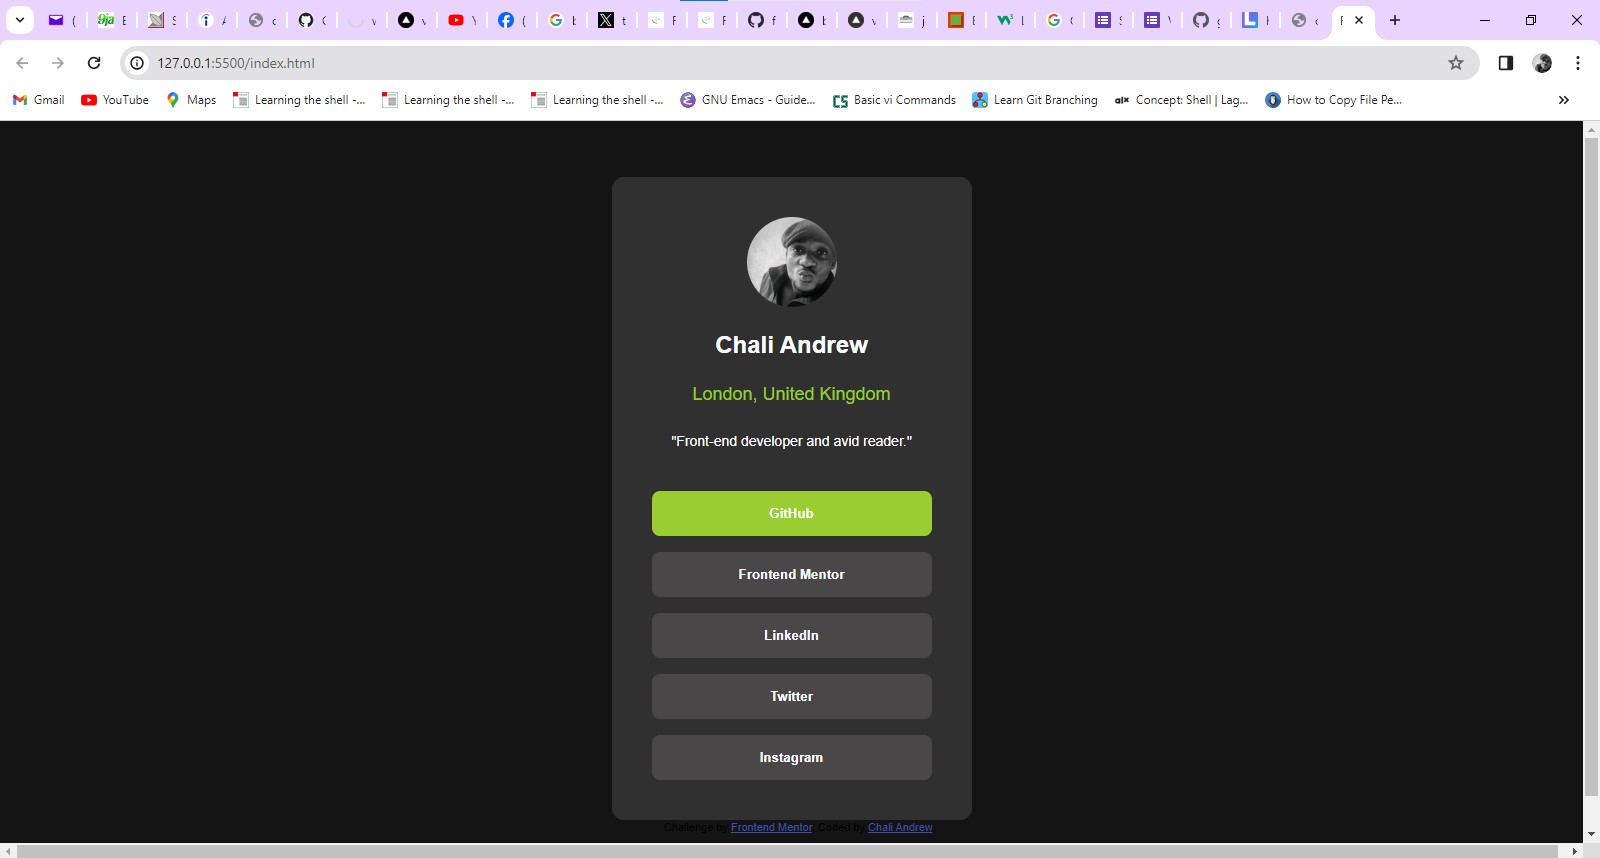 127.0.0.1:5500/index.html
Gmail YouTube Maps Learning the shell -... Learning the shell -... Learning the shell -... GNU Emacs - Guide... Basic vi Commands Learn Git Branching Concept: Shell | Lag... How to Copy File Pe...
Chali Andrew
London, United Kingdom
"Front-end developer and avid reader."
GitHub
Frontend Mentor
LinkedIn
Twitter
Instagram
Challenge by Frontend Mentor. Coded by Chali Andrew